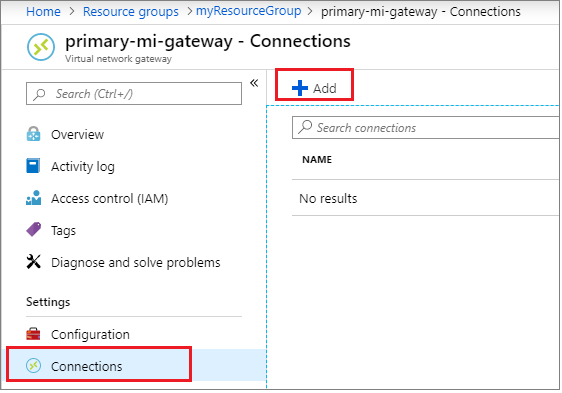 Home > Resource groups > myResourceGroup > primary-mi-gateway - Connections
primary-mi-gateway - Connections
Virtual network gateway
Search (Ctrl+/)
«
Overview
Activity log
Access control (IAM)
Tags
Diagnose and solve problems
Settings
Configuration
Connections
Add
Search connections
NAME
No results